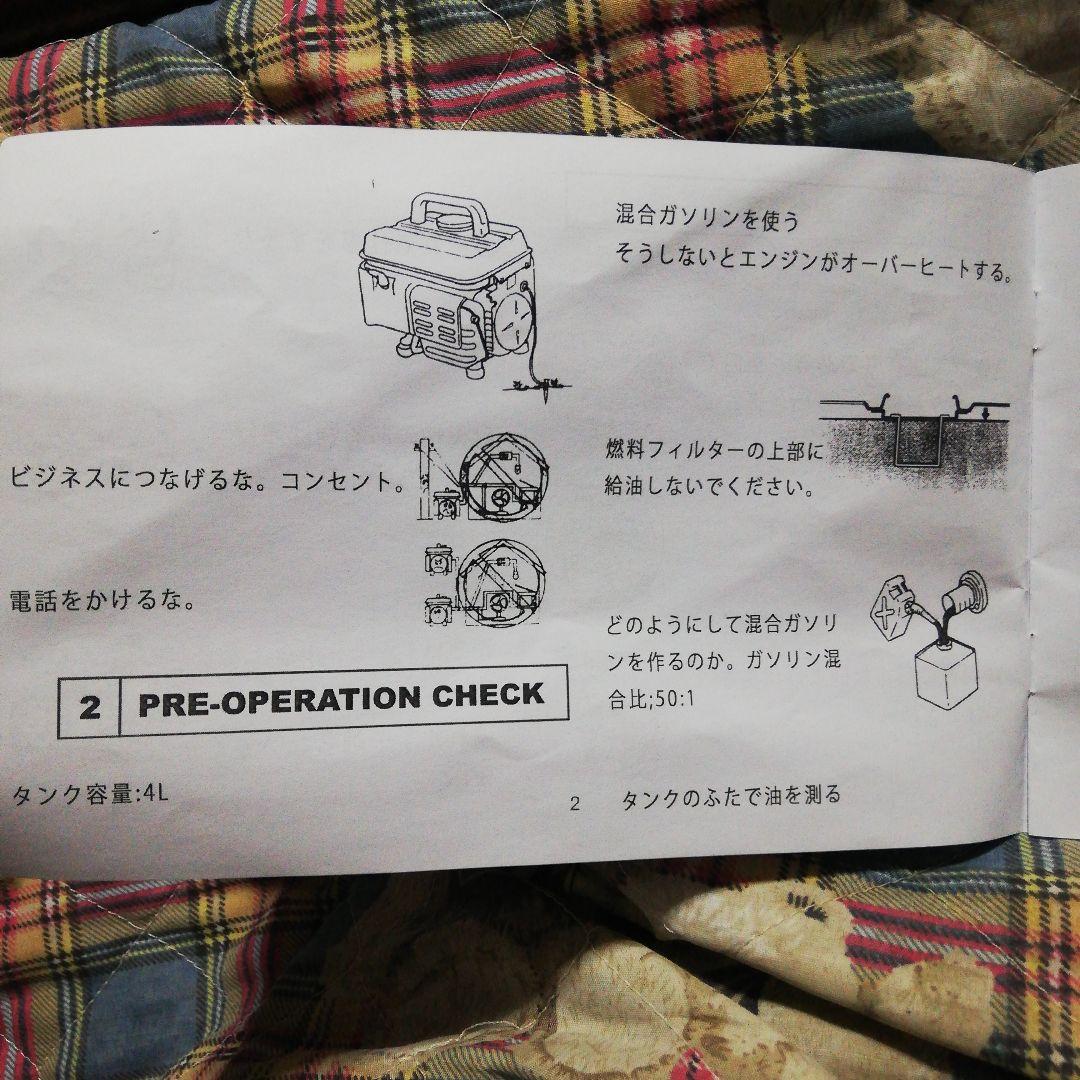 ビジネスにつなげるな。コンセント。
電話をかけるな。
2 PRE-OPERATION CHECK
タンク容量:4L
混合ガソリンを使う
そうしないとエンジンがオーバーヒートする。
燃料フィルターの上部に
給油しないでください。
どのようにして混合ガソリ
ンを作るのか。ガソリン混
合比;50:1
タンクのふたで油を測る
2